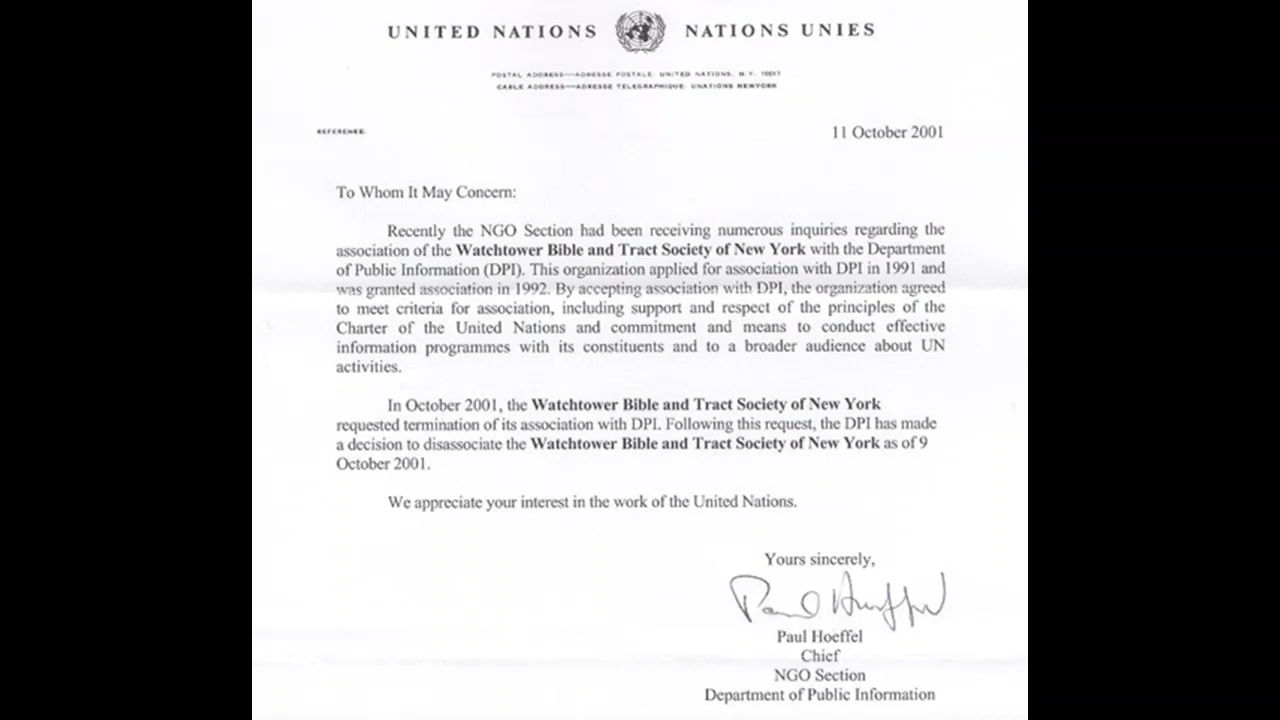 UNITED NATIONS NATIONS UNIES
POSTAL ADDRESS—ADRESSE POSTALE: UNITED NATIONS, N.Y. 10017
CABLE ADDRESS—ADRESSE TELEGRAPHIQUE: UNATIONS NEWYORK
REFERENCE:
11 October 2001
To Whom It May Concern:
Recently the NGO Section had been receiving numerous inquiries regarding the
association of the Watchtower Bible and Tract Society of New York with the Department
of Public Information (DPI). This organization applied for association with DPI in 1991 and
was granted association in 1992. By accepting association with DPI, the organization agreed
to meet criteria for association, including support and respect of the principles of the
Charter of the United Nations and commitment and means to conduct effective
information programmes with its constituents and to a broader audience about UN
activities.
In October 2001, the Watchtower Bible and Tract Society of New York
requested termination of its association with DPI. Following this request, the DPI has made
a decision to disassociate the Watchtower Bible and Tract Society of New York as of 9
October 2001.
We appreciate your interest in the work of the United Nations.
Yours sincerely,
Paul Hoeffel
Paul Hoeffel
Chief
NGO Section
Department of Public Information